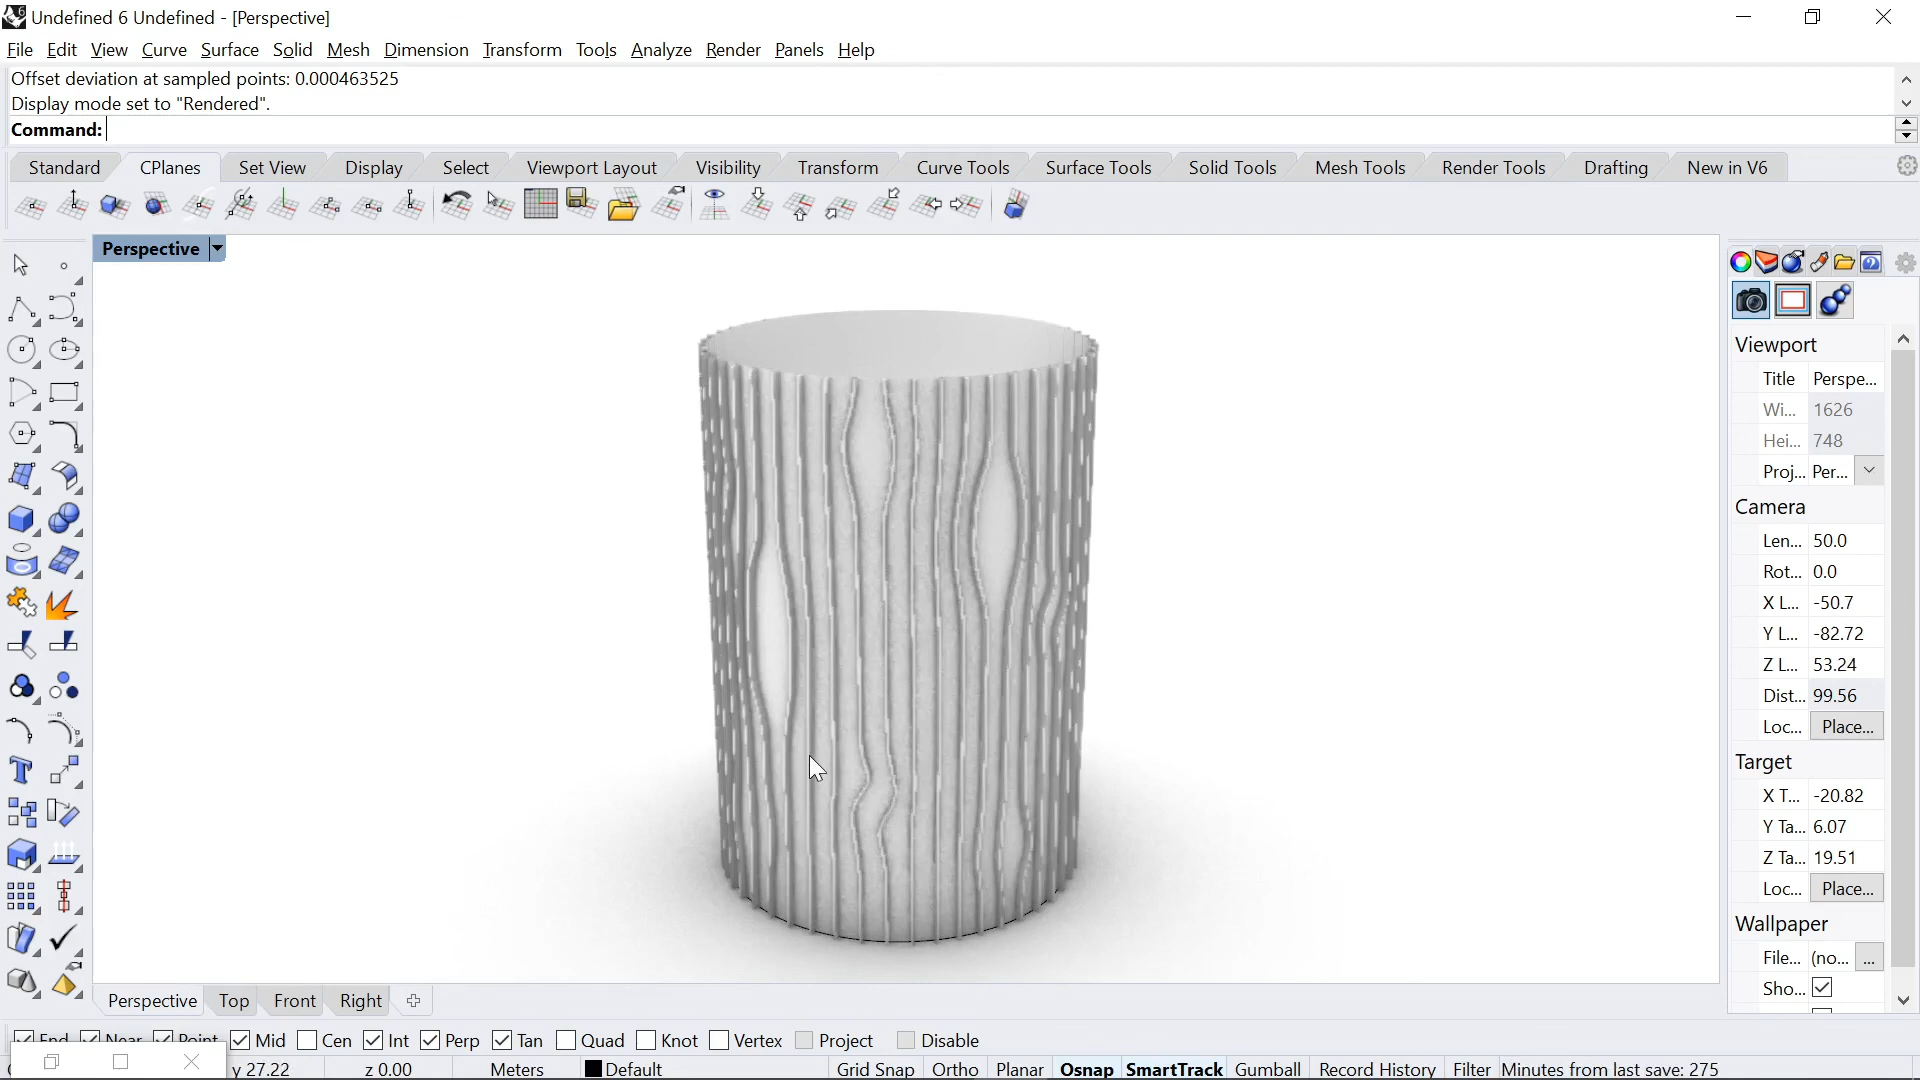 Undefined 6 Undefined - [Perspective]
File Edit View Curve Surface Solid Mesh Dimension Transform Tools Analyze Render Panels Help
Offset deviation at sampled points: 0.000463525
Display mode set to "Rendered".
Command:
Standard CPlanes Set View Display Select Viewport Layout Visibility Transform Curve Tools Surface Tools Solid Tools Mesh Tools Render Tools Drafting New in V6
Perspective
Viewport
Title Perspe...
Wi... 1626
Hei... 748
Proj... Per...
Camera
Len... 50.0
Rot... 0.0
X L... -50.7
Y L... -82.72
Z L... 53.24
Dist... 99.56
Loc... Place...
Target
X T... -20.82
Y Ta... 6.07
Z Ta... 19.51
Loc... Place...
Wallpaper
File... (no... ...
Sho...
Perspective Top Front Right
End Near Point Mid Cen Int Perp Tan Quad Knot Vertex Project Disable
y 27.22 z 0.00 Meters Default Grid Snap Ortho Planar Osnap SmartTrack Gumball Record History Filter Minutes from last save: 275